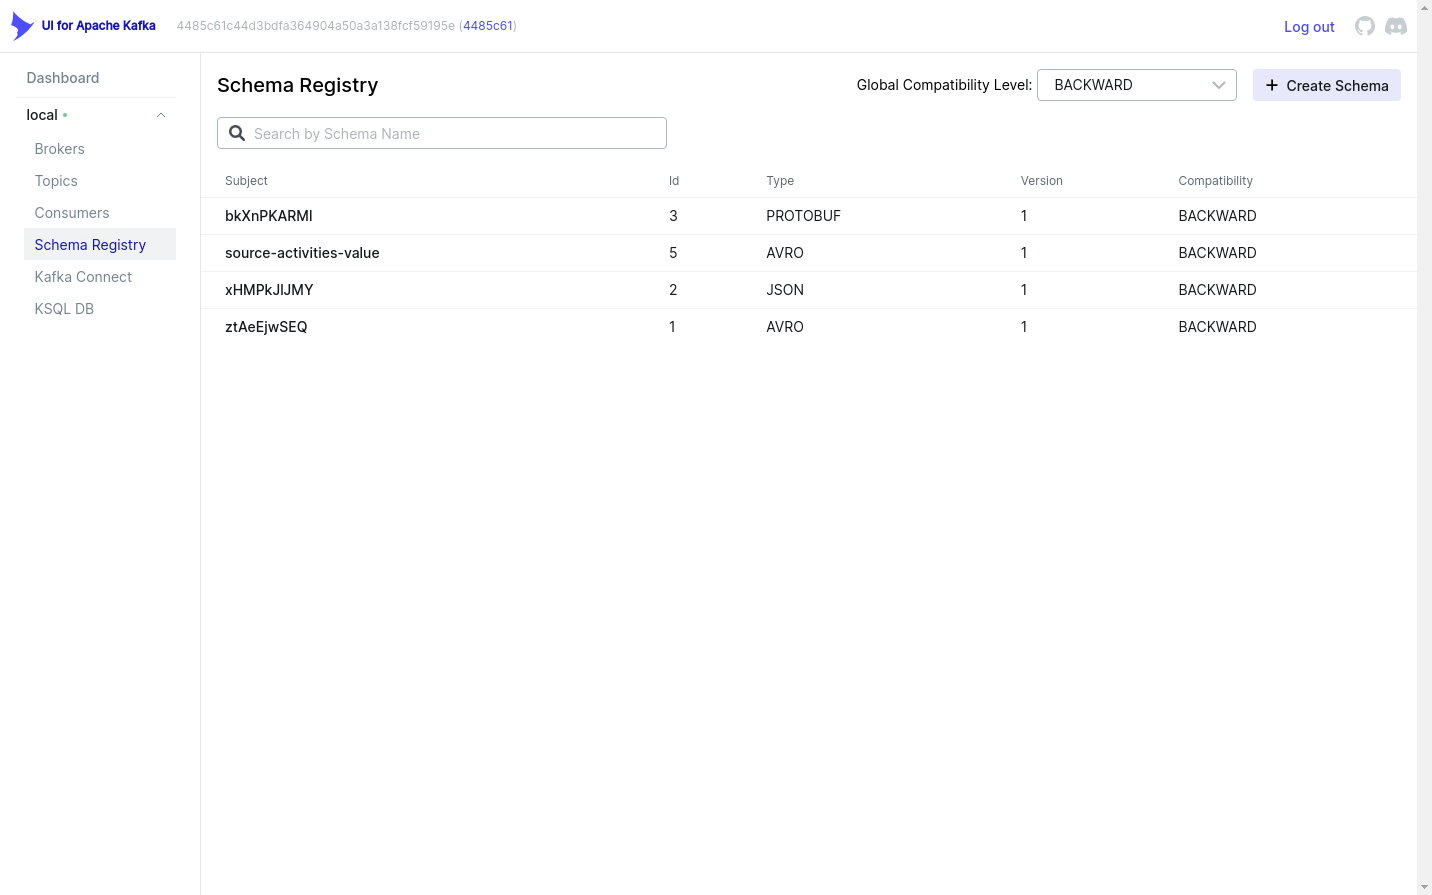 UI for Apache Kafka
4485c61c44d3bdfa364904a50a3a138fcf59195e (4485c61)
Log out
Dashboard
local
Brokers
Topics
Consumers
Schema Registry
Kafka Connect
KSQL DB
Schema Registry
Global Compatibility Level: BACKWARD
Create Schema
Search by Schema Name
Subject Id Type Version Compatibility
bkXnPKARMI 3 PROTOBUF 1 BACKWARD
source-activities-value 5 AVRO 1 BACKWARD
xHMPkJIJMY 2 JSON 1 BACKWARD
ztAeEjwSEQ 1 AVRO 1 BACKWARD